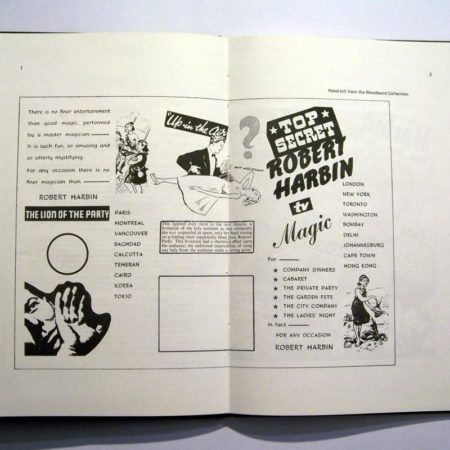 1
2
Hand-bill from the Woodward Collection.
There is no finer entertainment
than good magic, performed
by a master magician
It is such fun, so amusing and
so utterly mystifying.
For any occasion there is no
finer magician than
ROBERT HARBIN
THE LION OF THE PARTY
PARIS
MONTREAL
VANCOUVER
BAGHDAD
CALCUTTA
TEHERAN
CAIRO
KOREA
TOKIO
"Up in the Air"
?
TOP
SECRET
ROBERT
HARBIN
tv
Magic
LONDON
NEW YORK
TORONTO
WASHINGTON
BOMBAY
DELHI
JOHANNESBURG
CAPE TOWN
HONG KONG
For
★ COMPANY DINNERS
★ CABARET
★ THE PRIVATE PARTY
★ THE GARDEN FETE
★ THE CITY COMPANY
★ THE LADIES' NIGHT
In fact
FOR ANY OCCASION
ROBERT HARBIN